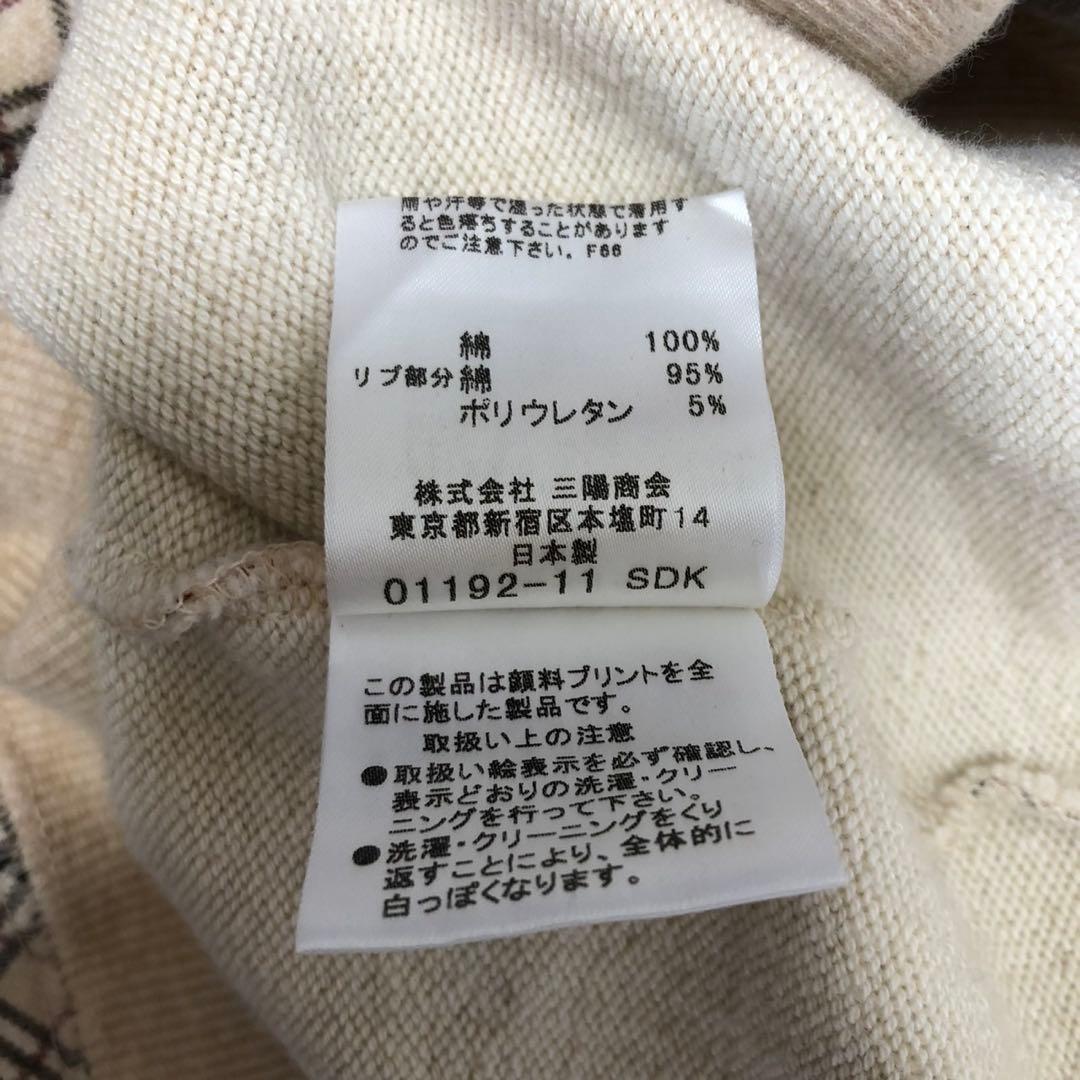 雨や汗等で湿った状態で着用す
ると色落ちすることがあります
のでご注意下さい。F66
綿 100%
リブ部分 綿 95%
ポリウレタン 5%
株式会社 三陽商会
東京都新宿区本塩町14
日本製
01192-11 SDK
この製品は顔料プリントを全
面に施した製品です。
取扱い上の注意
●取扱い絵表示を必ず確認し、
表示どおりの洗濯・クリー
ニングを行って下さい。
●洗濯・クリーニングをくり
返すことにより、全体的に
白っぽくなります。